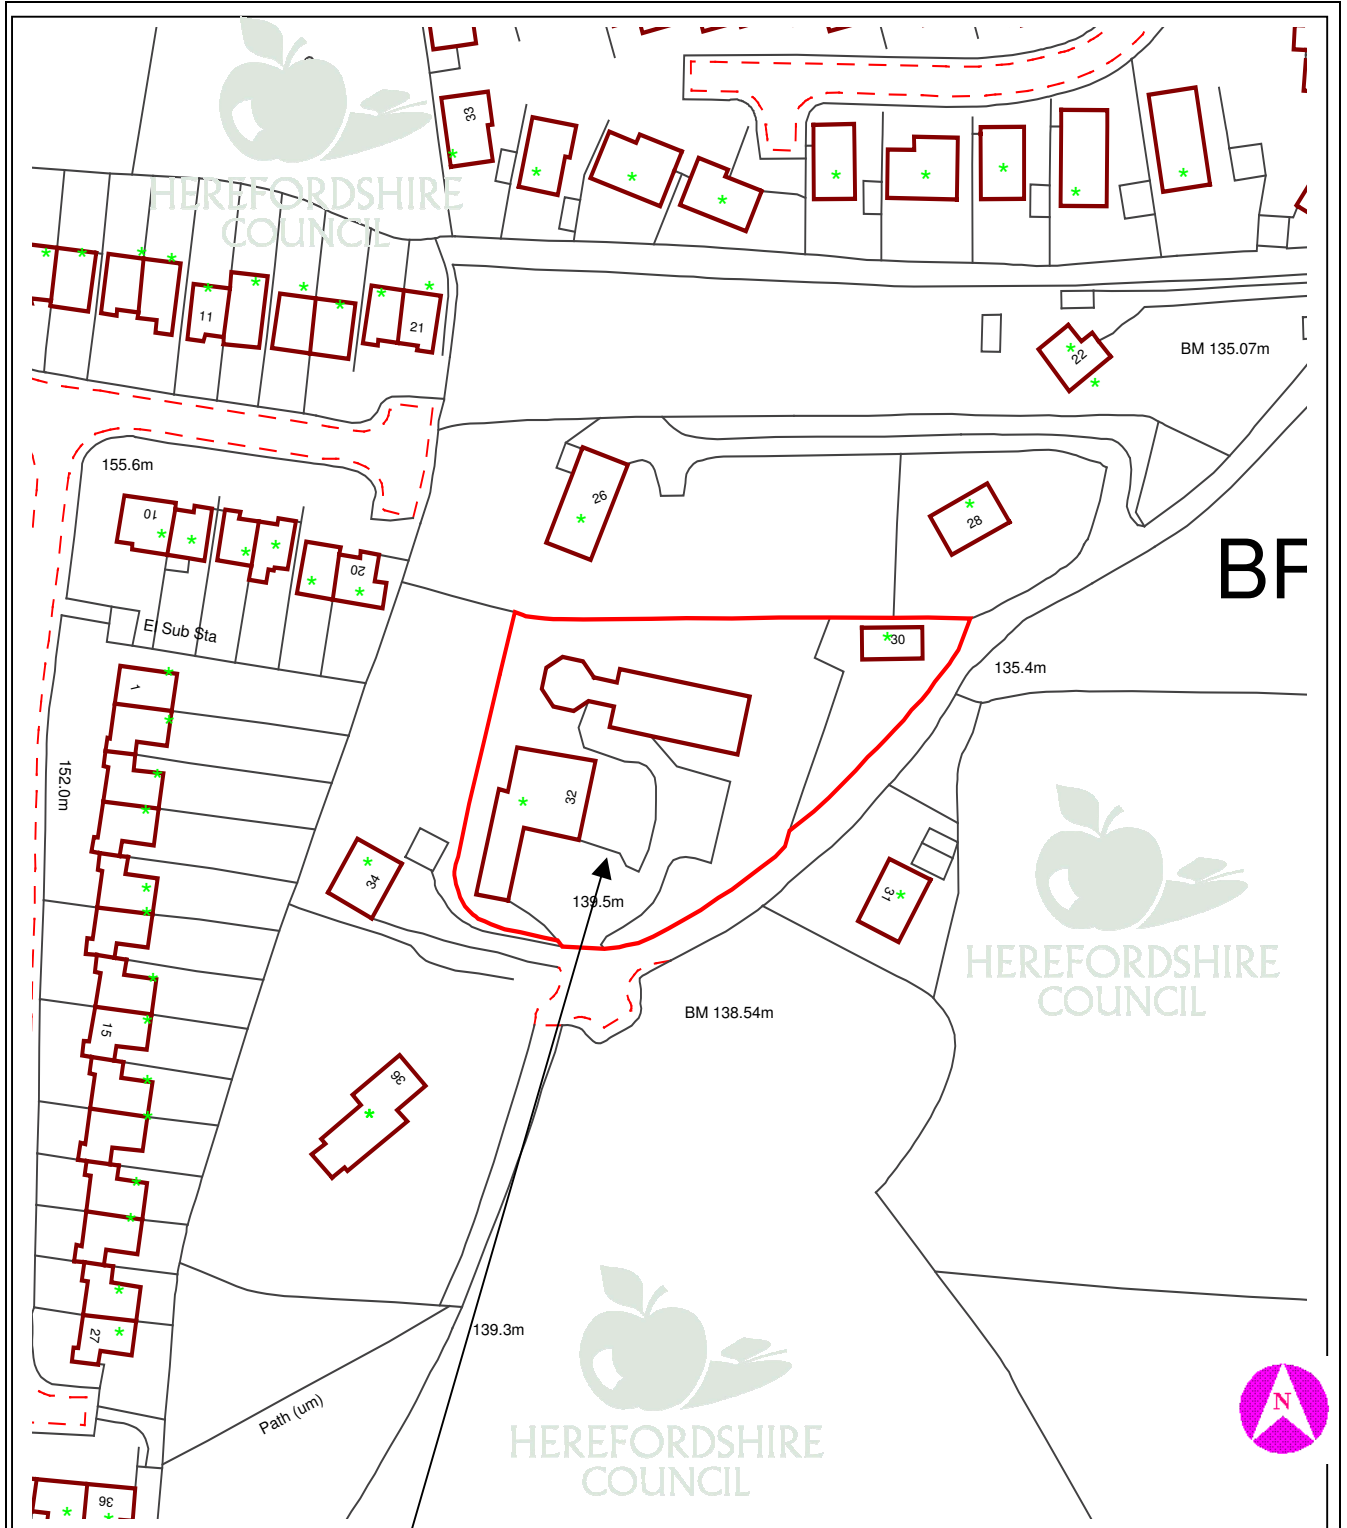 HEREFORDSHIRE
COUNCIL
33
11
21
22
BM 135.07m
155.6m
10
20
26
28
BF
El Sub Sta
30
135.4m
1
152.0m
32
34
31
139.5m
HEREFORDSHIRE
COUNCIL
BM 138.54m
15
36
139.3m
27
Path (um)
HEREFORDSHIRE
COUNCIL
N
36